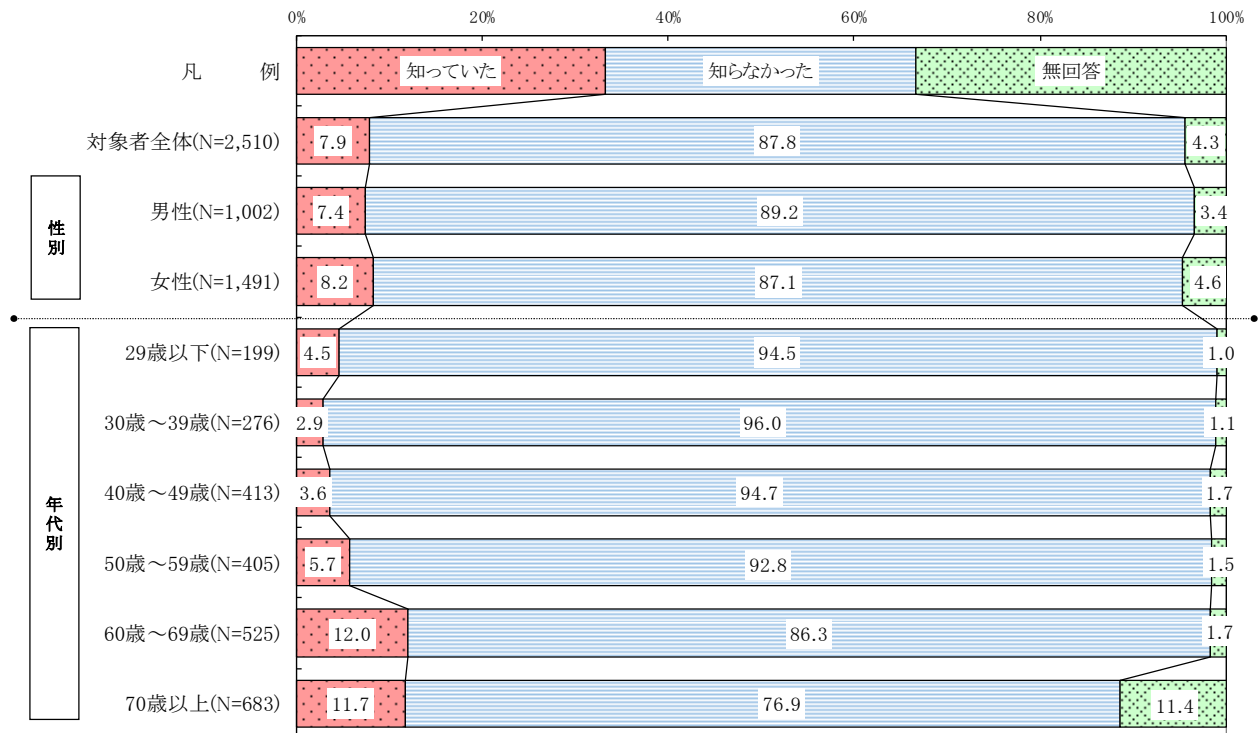 0% 20% 40% 60% 80% 100%
凡 例 知っていた 知らなかった 無回答
対象者全体(N=2,510) 7.9 87.8 4.3
性別
男性(N=1,002) 7.4 89.2 3.4
女性(N=1,491) 8.2 87.1 4.6
年代別
29歳以下(N=199) 4.5 94.5 1.0
30歳～39歳(N=276) 2.9 96.0 1.1
40歳～49歳(N=413) 3.6 94.7 1.7
50歳～59歳(N=405) 5.7 92.8 1.5
60歳～69歳(N=525) 12.0 86.3 1.7
70歳以上(N=683) 11.7 76.9 11.4